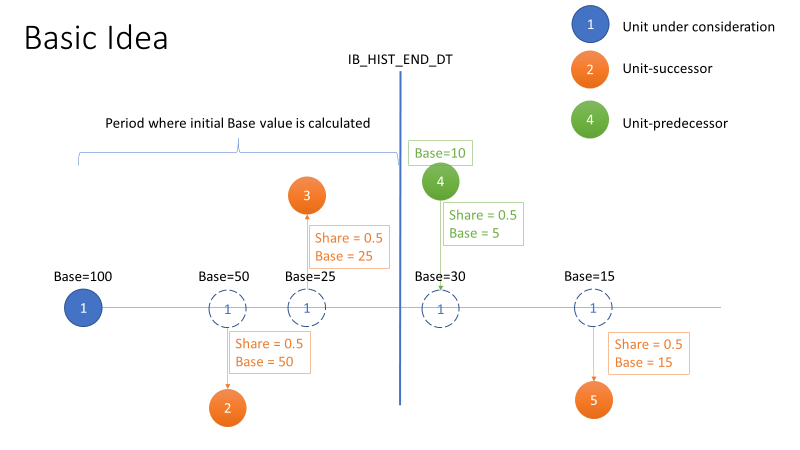 Basic Idea
1
Unit under consideration
2
Unit-successor
4
Unit-predecessor
IB_HIST_END_DT
Period where initial Base value is calculated
Base=10
4
3
Share = 0.5
Base = 5
Share = 0.5
Base = 25
Base=100
Base=50
Base=25
Base=30
Base=15
1
1
1
1
1
Share = 0.5
Base = 50
Share = 0.5
Base = 15
2
5